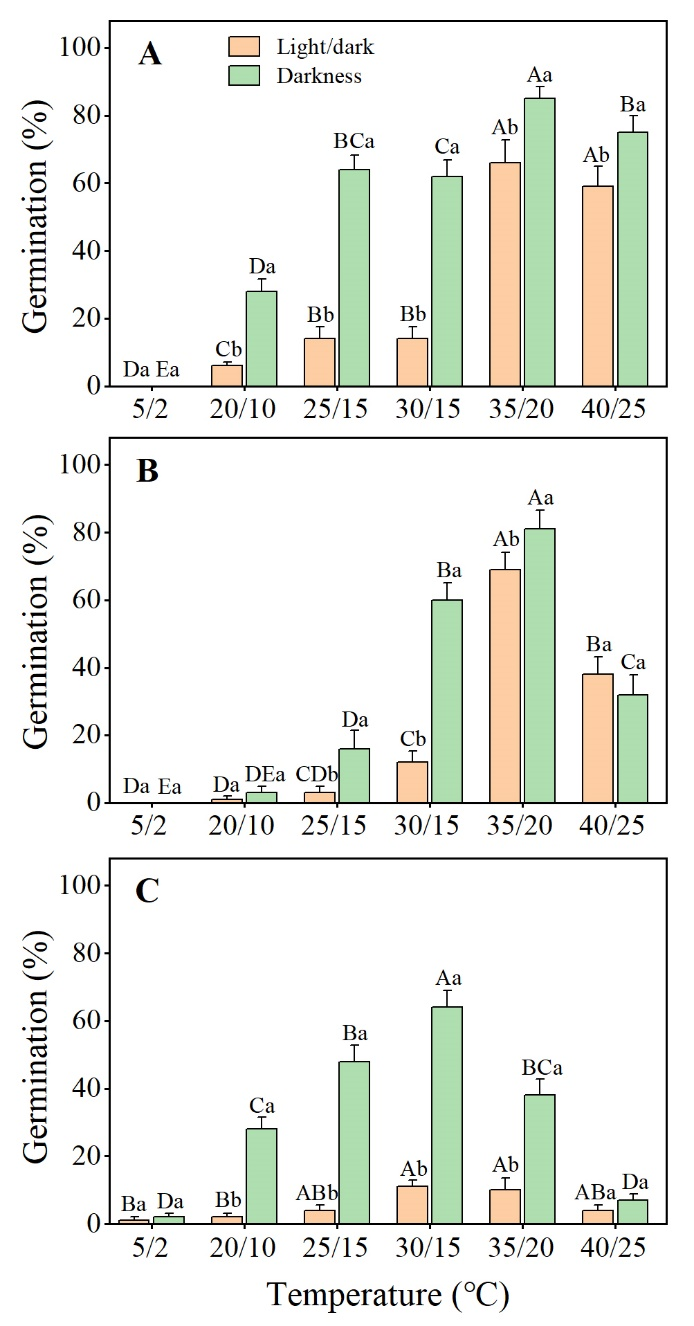 A
Light/dark
Darkness
Germination (%)
100
80
60
40
20
0
Da Ea
Cb
Da
Bb
BCa
Bb
Ca
Ab
Aa
Ab
Ba
5/2 20/10 25/15 30/15 35/20 40/25
B
Germination (%)
100
80
60
40
20
0
Da Ea
Da
DEa
CDb
Da
Cb
Ba
Ab
Aa
Ba
Ca
5/2 20/10 25/15 30/15 35/20 40/25
C
Germination (%)
100
80
60
40
20
0
Ba
Da
Bb
Ca
ABb
Ba
Ab
Aa
Ab
BCa
ABa
Da
5/2 20/10 25/15 30/15 35/20 40/25
Temperature (℃)